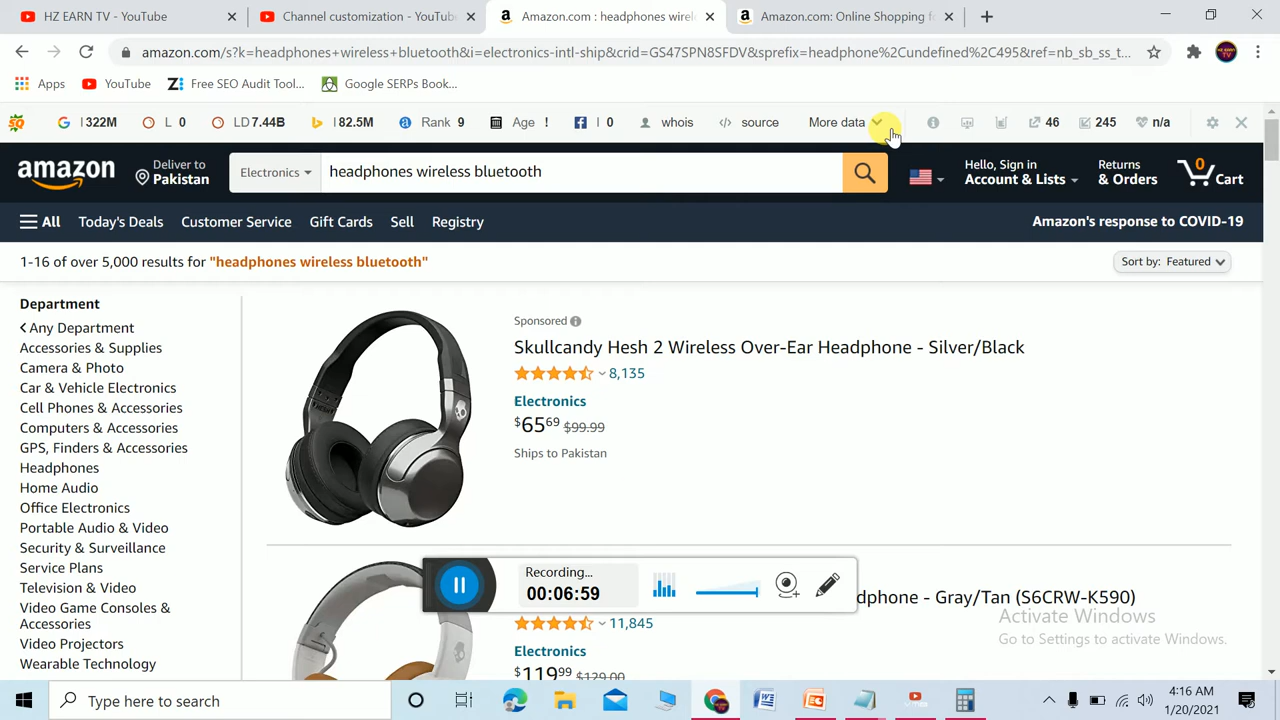 HZ EARN TV - YouTube
Channel customization - YouTube
Amazon.com : headphones wirele
Amazon.com: Online Shopping fo
amazon.com/s?k=headphones+wireless+bluetooth&i=electronics-intl-ship&crid=GS47SPN8SFDV&sprefix=headphone%2Cundefined%2C495&ref=nb_sb_ss_t...
Apps
YouTube
Free SEO Audit Tool...
Google SERPs Book...
I 322M
L 0
LD 7.44B
I 82.5M
Rank 9
Age !
I 0
whois
source
More data
46
245
n/a
amazon
Deliver to
Pakistan
Electronics
headphones wireless bluetooth
Hello, Sign in
Account & Lists
Returns
& Orders
0
Cart
All
Today's Deals
Customer Service
Gift Cards
Sell
Registry
Amazon's response to COVID-19
1-16 of over 5,000 results for "headphones wireless bluetooth"
Sort by: Featured
Department
Any Department
Accessories & Supplies
Camera & Photo
Car & Vehicle Electronics
Cell Phones & Accessories
Computers & Accessories
GPS, Finders & Accessories
Headphones
Home Audio
Office Electronics
Portable Audio & Video
Security & Surveillance
Service Plans
Television & Video
Video Game Consoles &
Accessories
Video Projectors
Wearable Technology
Sponsored
Skullcandy Hesh 2 Wireless Over-Ear Headphone - Silver/Black
8,135
Electronics
$65 69 $99.99
Ships to Pakistan
Recording...
00:06:59
dphone - Gray/Tan (S6CRW-K590)
11,845
Electronics
$119 99 $129.00
Activate Windows
Go to Settings to activate Windows.
Type here to search
4:16 AM
1/20/2021